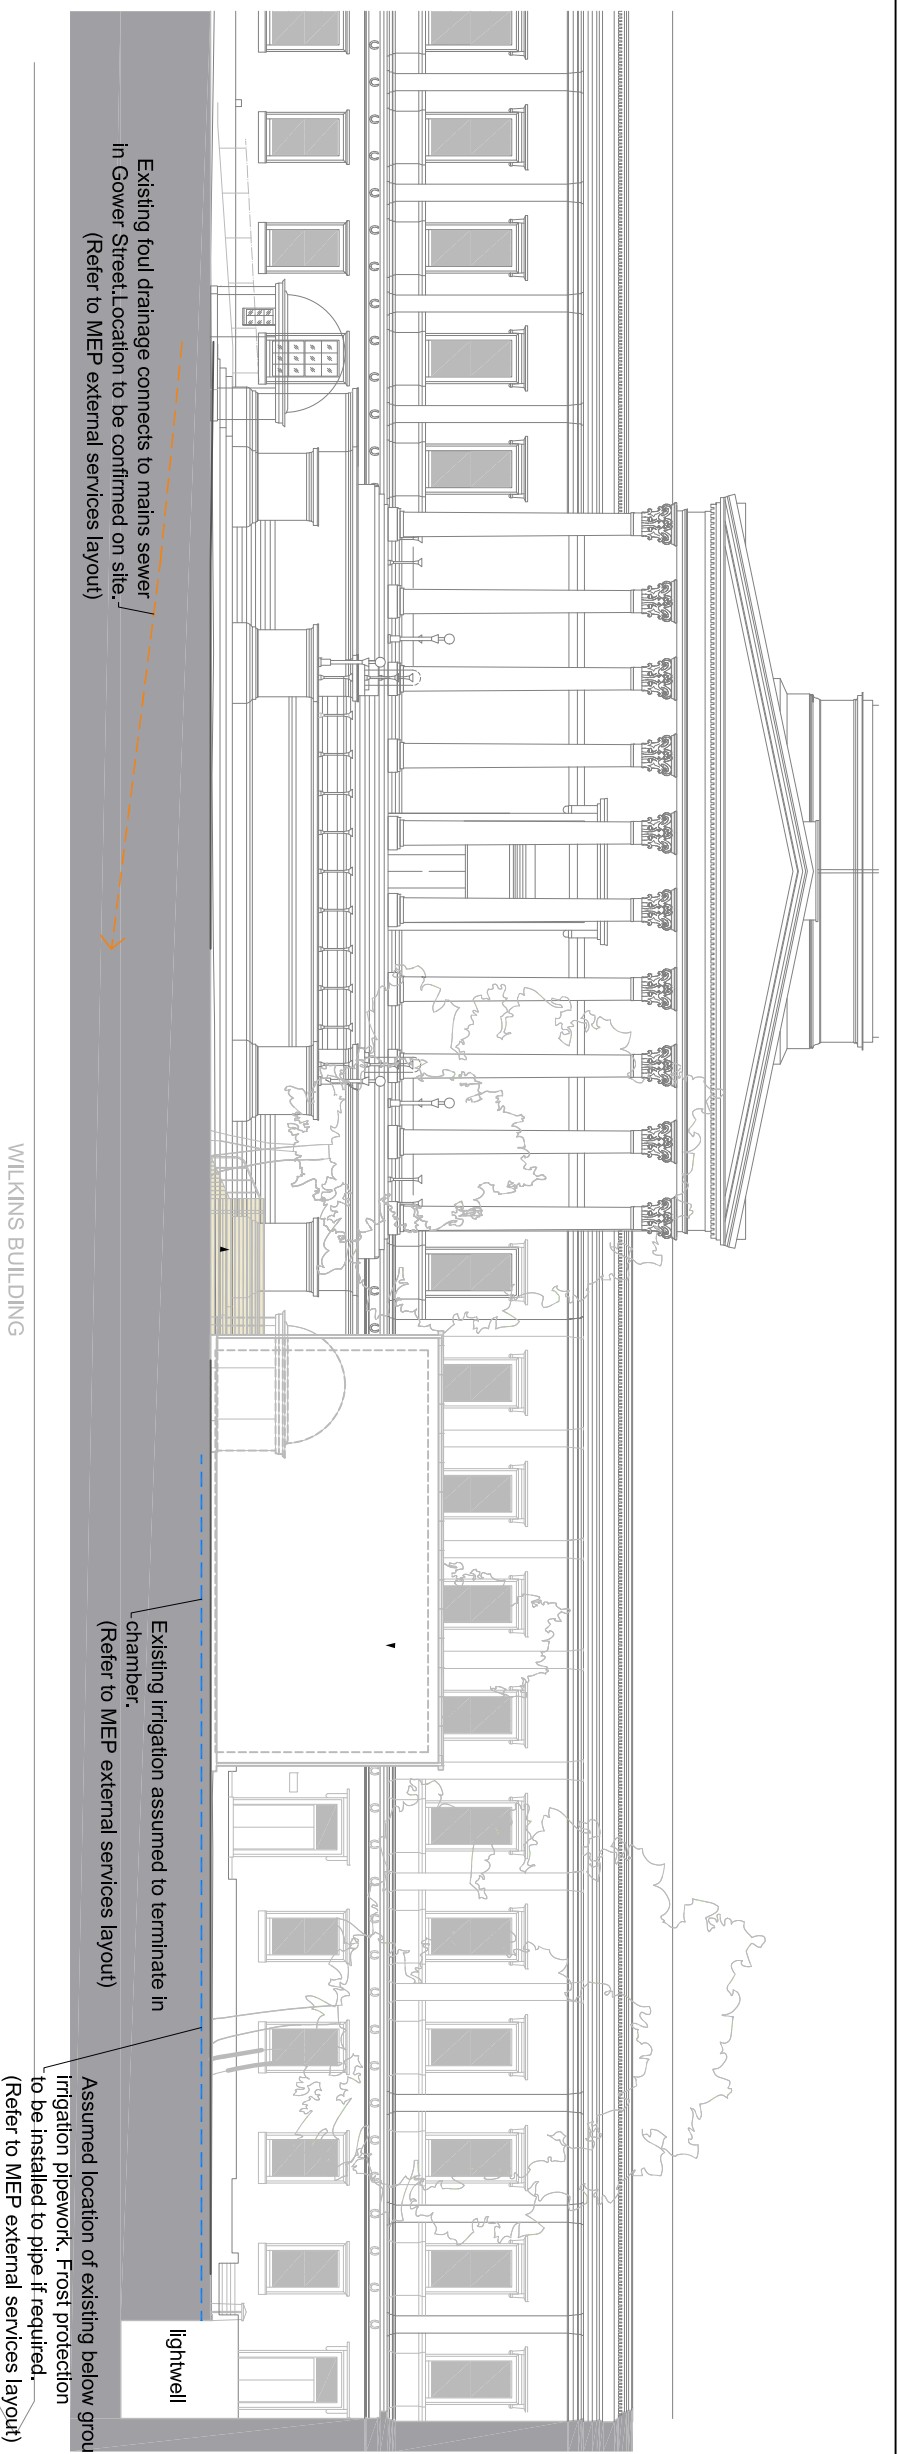 Existing foul drainage connects to mains sewer
in Gower Street.Location to be confirmed on site.
(Refer to MEP external services layout)
WILKINS BUILDING
Existing irrigation assumed to terminate in
chamber.
(Refer to MEP external services layout)
Assumed location of existing below grou
irrigation pipework. Frost protection
to be installed to pipe if required.
(Refer to MEP external services layout)
lightwell